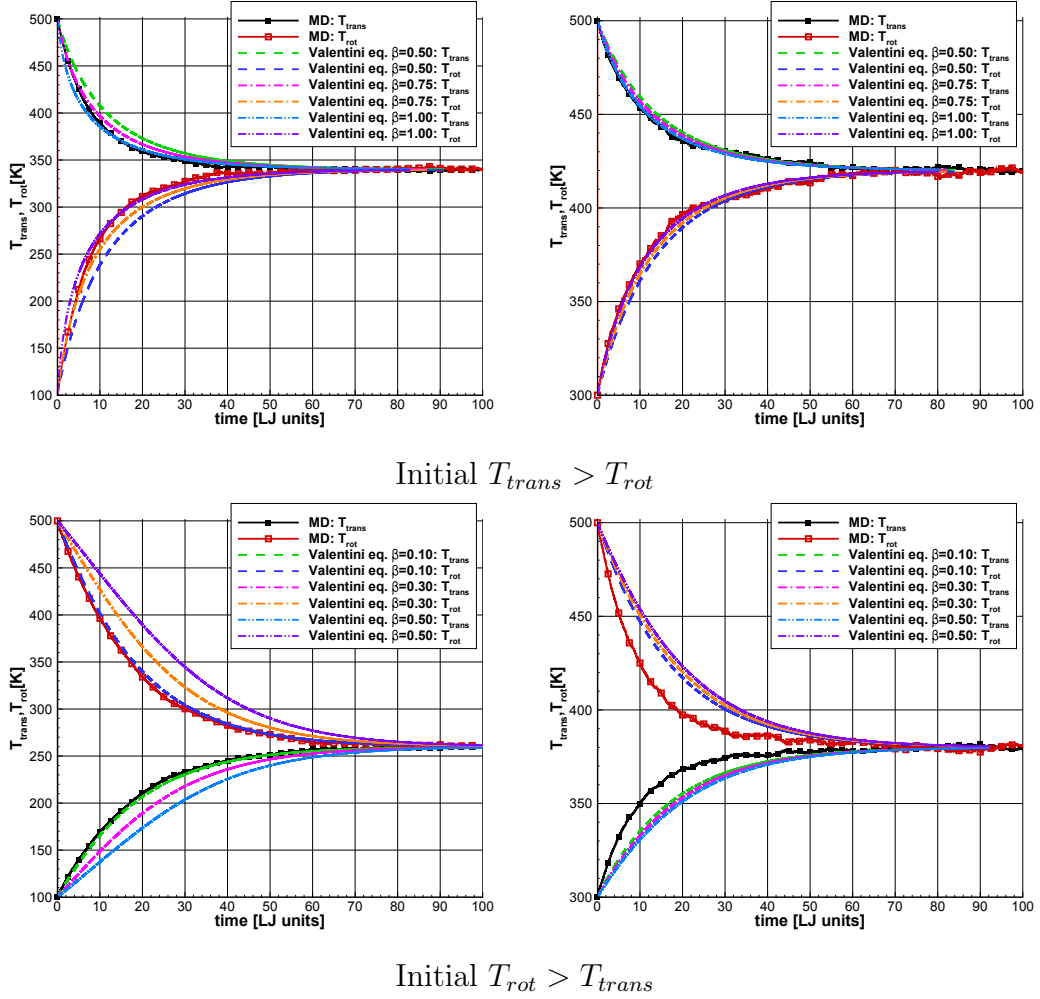 MD: T_trans
MD: T_rot
Valentini eq. β=0.50: T_trans
Valentini eq. β=0.50: T_rot
Valentini eq. β=0.75: T_trans
Valentini eq. β=0.75: T_rot
Valentini eq. β=1.00: T_trans
Valentini eq. β=1.00: T_rot
T_trans, T_rot[K]
500
450
400
350
300
250
200
150
100
0 10 20 30 40 50 60 70 80 90 100
time [LJ units]
MD: T_trans
MD: T_rot
Valentini eq. β=0.50: T_trans
Valentini eq. β=0.50: T_rot
Valentini eq. β=0.75: T_trans
Valentini eq. β=0.75: T_rot
Valentini eq. β=1.00: T_trans
Valentini eq. β=1.00: T_rot
T_trans,T_rot[K]
500
450
400
350
300
0 10 20 30 40 50 60 70 80 90 100
time [LJ units]
Initial T_trans > T_rot
MD: T_trans
MD: T_rot
Valentini eq. β=0.10: T_trans
Valentini eq. β=0.10: T_rot
Valentini eq. β=0.30: T_trans
Valentini eq. β=0.30: T_rot
Valentini eq. β=0.50: T_trans
Valentini eq. β=0.50: T_rot
T_trans,T_rot[K]
500
450
400
350
300
250
200
150
100
0 10 20 30 40 50 60 70 80 90 100
time [LJ units]
MD: T_trans
MD: T_rot
Valentini eq. β=0.10: T_trans
Valentini eq. β=0.10: T_rot
Valentini eq. β=0.30: T_trans
Valentini eq. β=0.30: T_rot
Valentini eq. β=0.50: T_trans
Valentini eq. β=0.50: T_rot
T_trans,T_rot[K]
500
450
400
350
300
0 10 20 30 40 50 60 70 80 90 100
time [LJ units]
Initial T_rot > T_trans